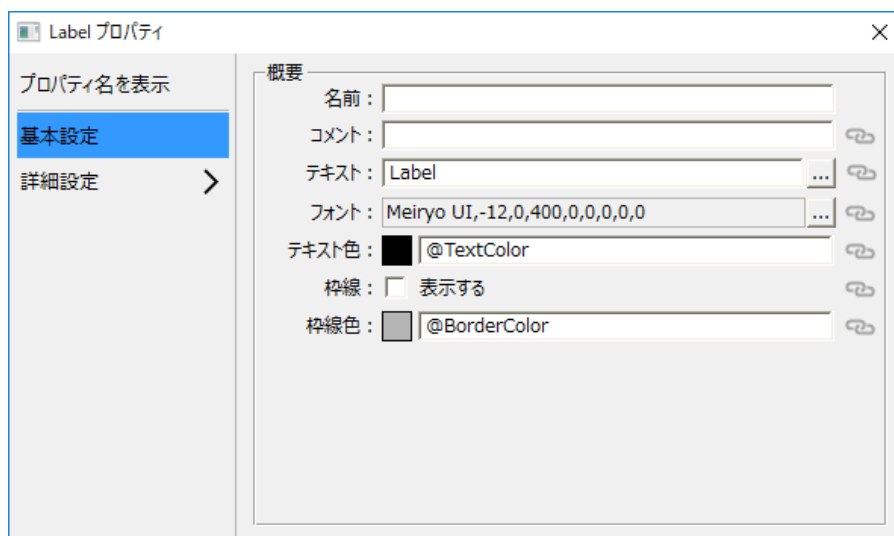 Label プロパティ
プロパティ名を表示
基本設定
詳細設定
概要
名前：
コメント：
テキスト： Label ...
フォント： Meiryo UI,-12,0,400,0,0,0,0,0 ...
テキスト色： @TextColor
枠線： 表示する
枠線色： @BorderColor